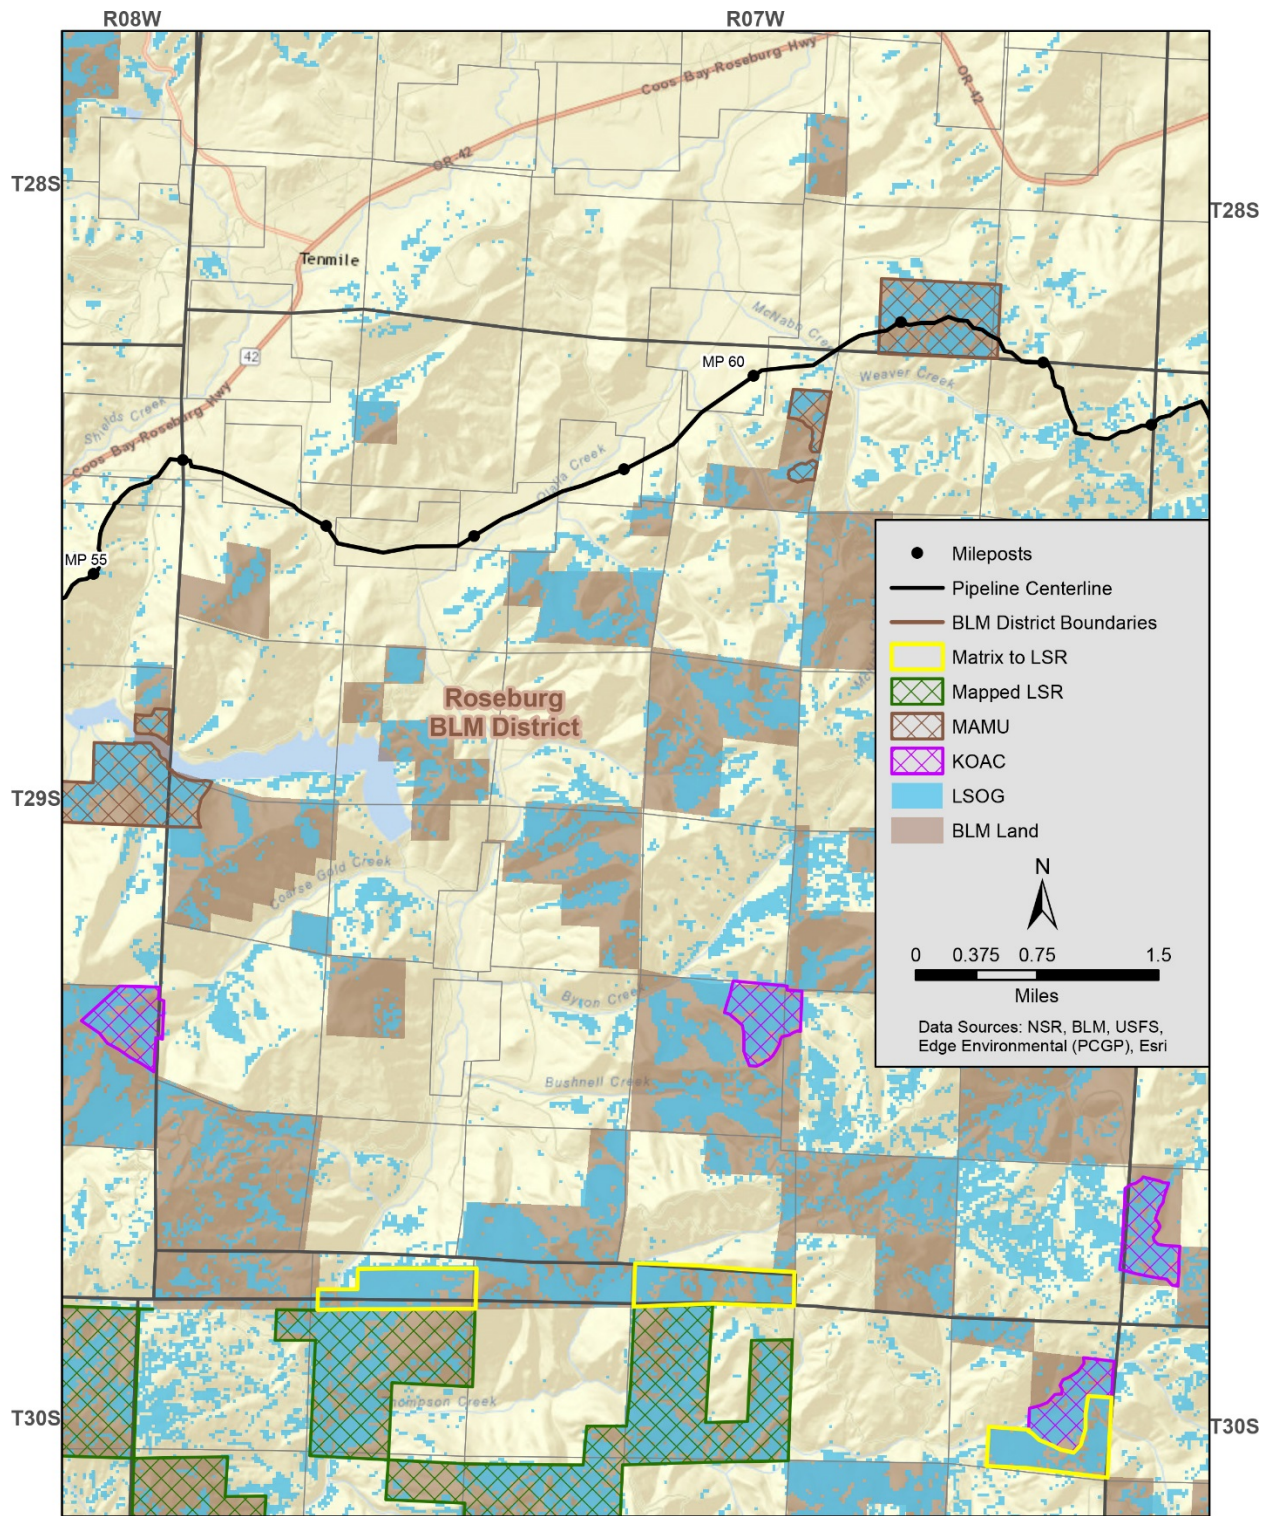 R08W
R07W
Coos Bay Roseburg Hwy
OR-42
OR-42
T28S
T28S
Tenmile
McNabb Cree
42
MP 60
Weaver Creek
Shields Creek
Coos Bay-Roseburg Hwy
Olalla Creek
MP 55
Mileposts
Pipeline Centerline
BLM District Boundaries
Matrix to LSR
Mapped LSR
MAMU
KOAC
LSOG
BLM Land
N
0 0.375 0.75 1.5
Miles
Data Sources: NSR, BLM, USFS,
Edge Environmental (PCGP), Esri
Roseburg
BLM District
T29S
Coarse Gold Creek
Byron Creek
Bushnell Creek
Thompson Creek
T30S
T30S